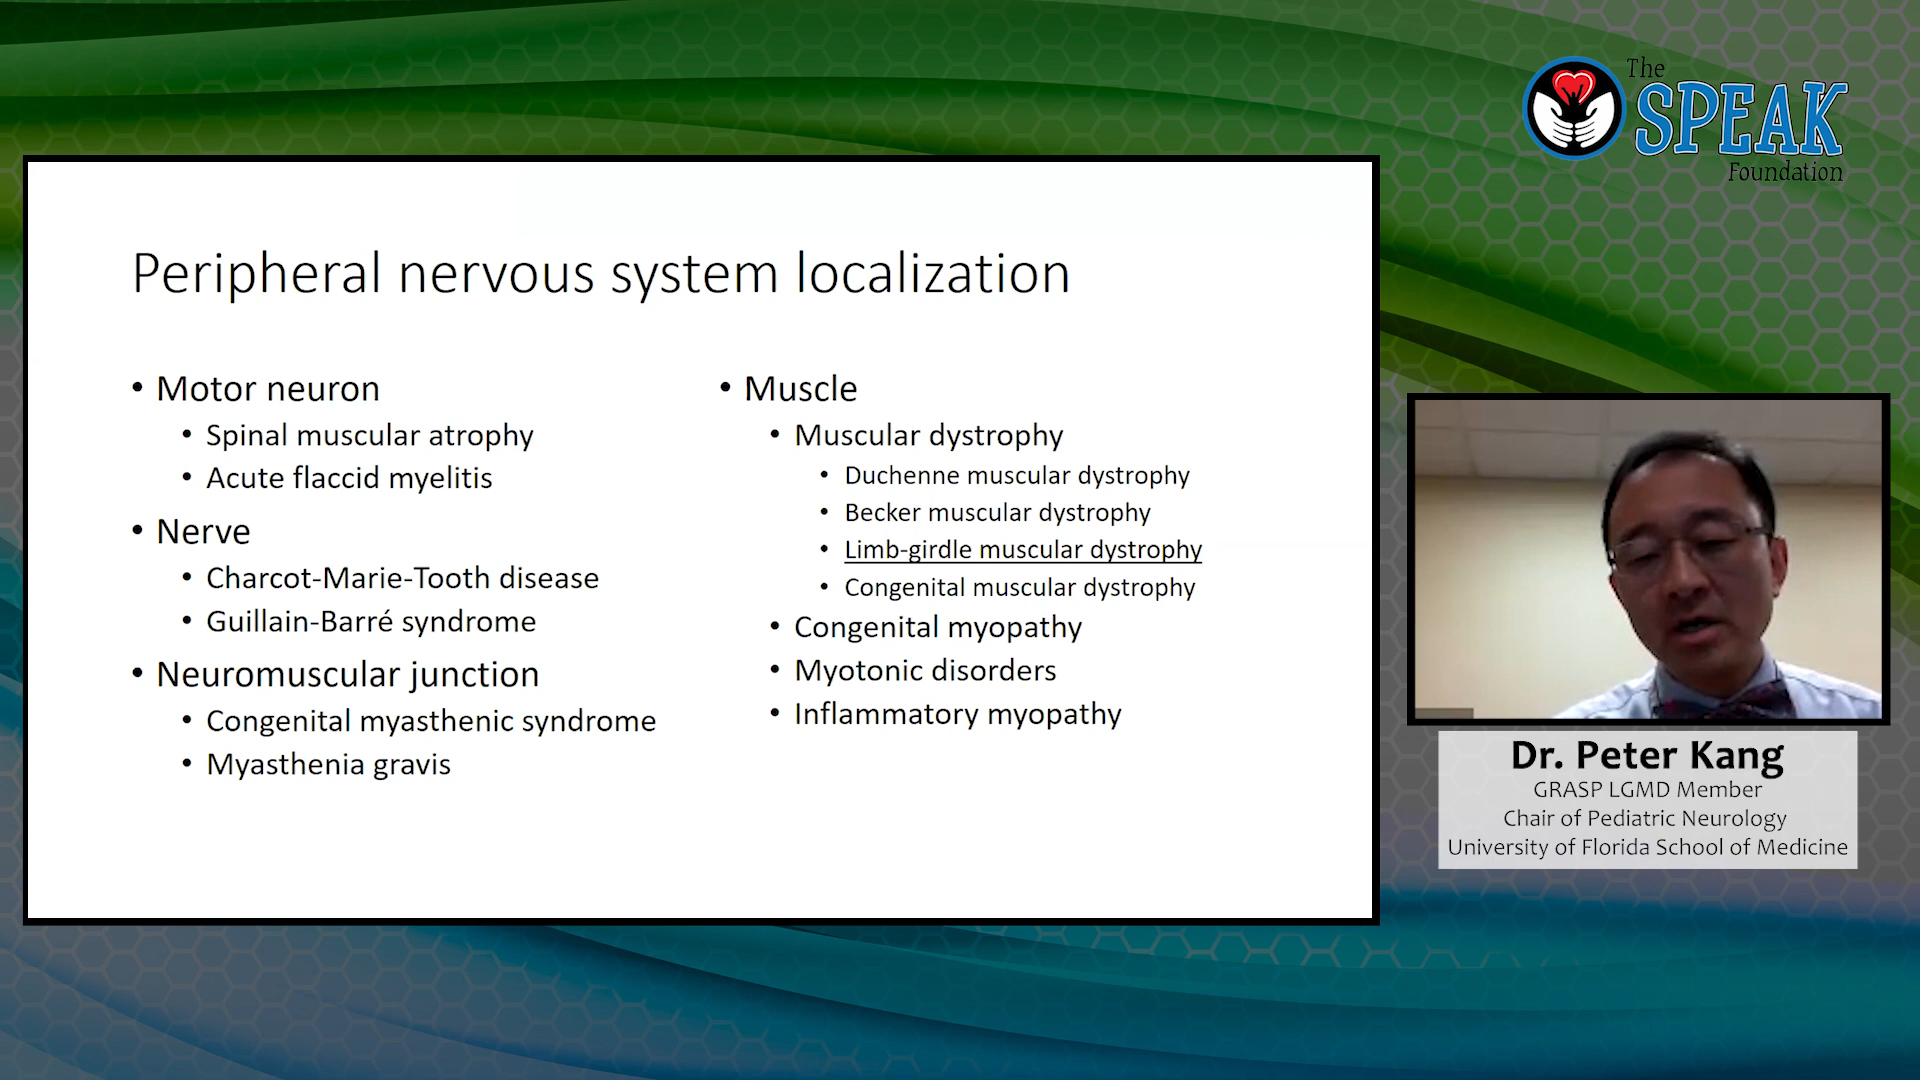 The
SPEAK
Foundation
Peripheral nervous system localization
• Motor neuron
• Spinal muscular atrophy
• Acute flaccid myelitis
• Nerve
• Charcot-Marie-Tooth disease
• Guillain-Barré syndrome
• Neuromuscular junction
• Congenital myasthenic syndrome
• Myasthenia gravis
• Muscle
• Muscular dystrophy
• Duchenne muscular dystrophy
• Becker muscular dystrophy
• Limb-girdle muscular dystrophy
• Congenital muscular dystrophy
• Congenital myopathy
• Myotonic disorders
• Inflammatory myopathy
Dr. Peter Kang
GRASP LGMD Member
Chair of Pediatric Neurology
University of Florida School of Medicine